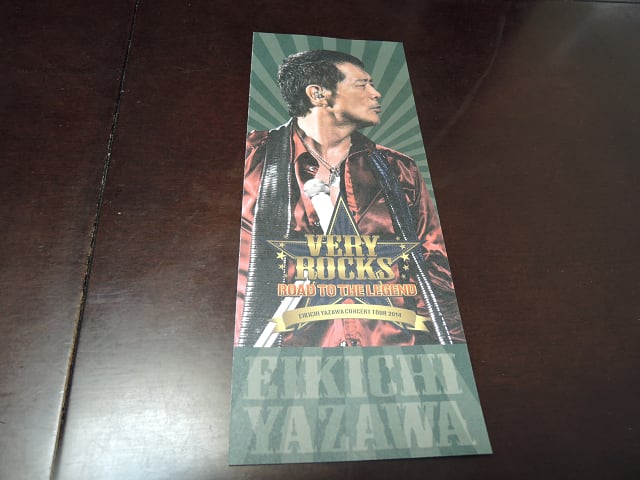 VERY
ROCKS
ROAD TO THE LEGEND
EIKICHI YAZAWA CONCERT TOUR 2014
EIKICHI
YAZAWA